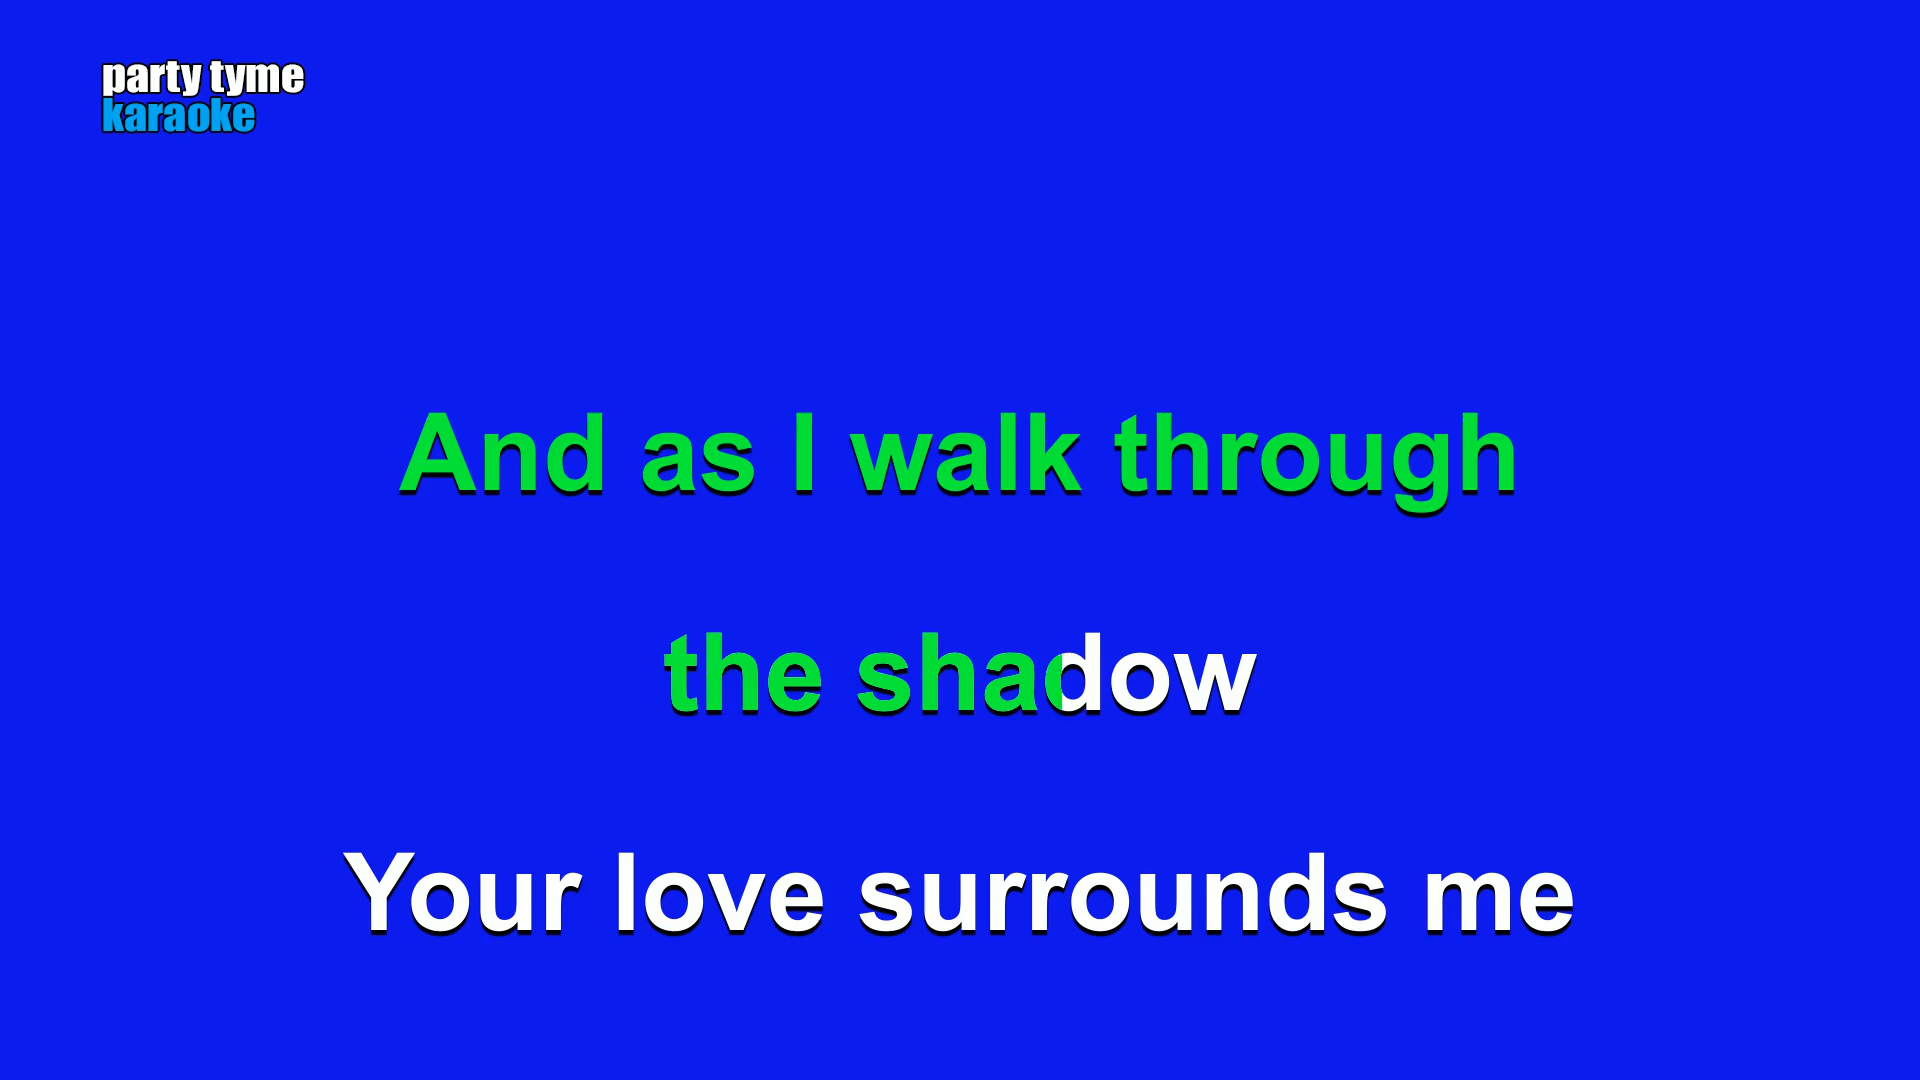 party tyme
karaoke
And as I walk through
the shadow
Your love surrounds me